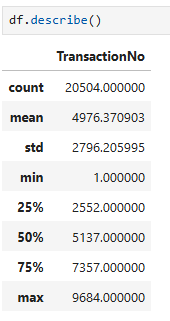 df.describe()
TransactionNo
count 20504.000000
mean 4976.370903
std 2796.205995
min 1.000000
25% 2552.000000
50% 5137.000000
75% 7357.000000
max 9684.000000